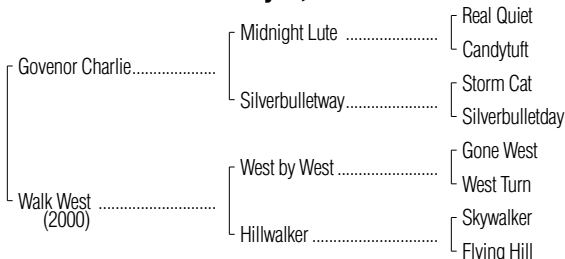 Real Quiet
Midnight Lute ......................
Candytuft
Govenor Charlie....................
Storm Cat
Silverbulletway......................
Silverbulletday
Gone West
West by West ........................
West Turn
Walk West ............................
(2000)
Skywalker
Hillwalker ..............................
Flying Hill